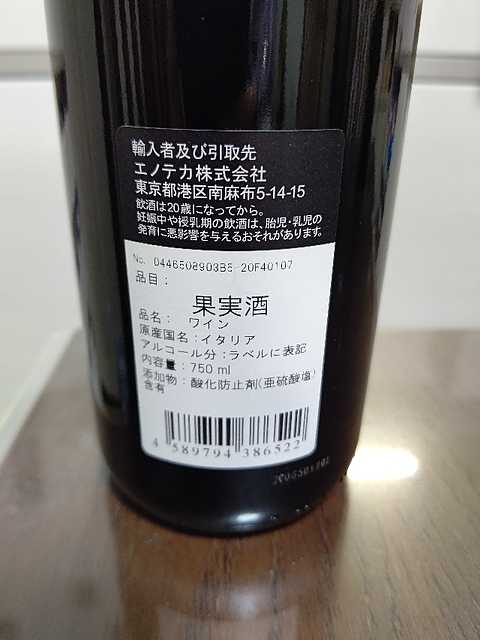 輸入者及び引取先
エノテカ株式会社
東京都港区南麻布5-14-15
飲酒は20歳になってから。
妊娠中や授乳期の飲酒は、胎児・乳児の
発育に悪影響を与えるおそれがあります。
No. 0446508903BE-20F40107
品目：
果実酒
品名： ワイン
原産国名：イタリア
アルコール分：ラベルに表記
内容量：750 ml
添加物：酸化防止剤(亜硫酸塩)
含有
4 589794 386522